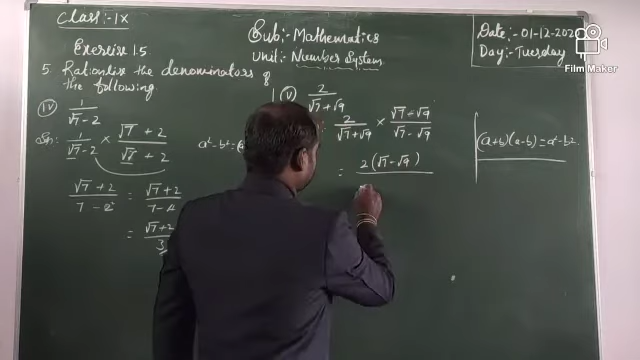 Class:-IX
Sub:- Mathematics
Unit:- Number System
Date:-01-12-202
Day:-Tuesday
Film Maker
Exercise 1.5
5. Rationlise the denominators of
the following
iv) 1/(√7-2)
Sol: 1/(√7-2) × (√7+2)/(√7+2)
(√7+2)/(7-2²) = (√7+2)/(7-4)
= (√7+2)/3
a²-b²=(a
v) 2/(√7+√9)
2/(√7+√9) × (√7-√9)/(√7-√9)
= 2(√7-√9)
(a+b)(a-b)=a²-b²